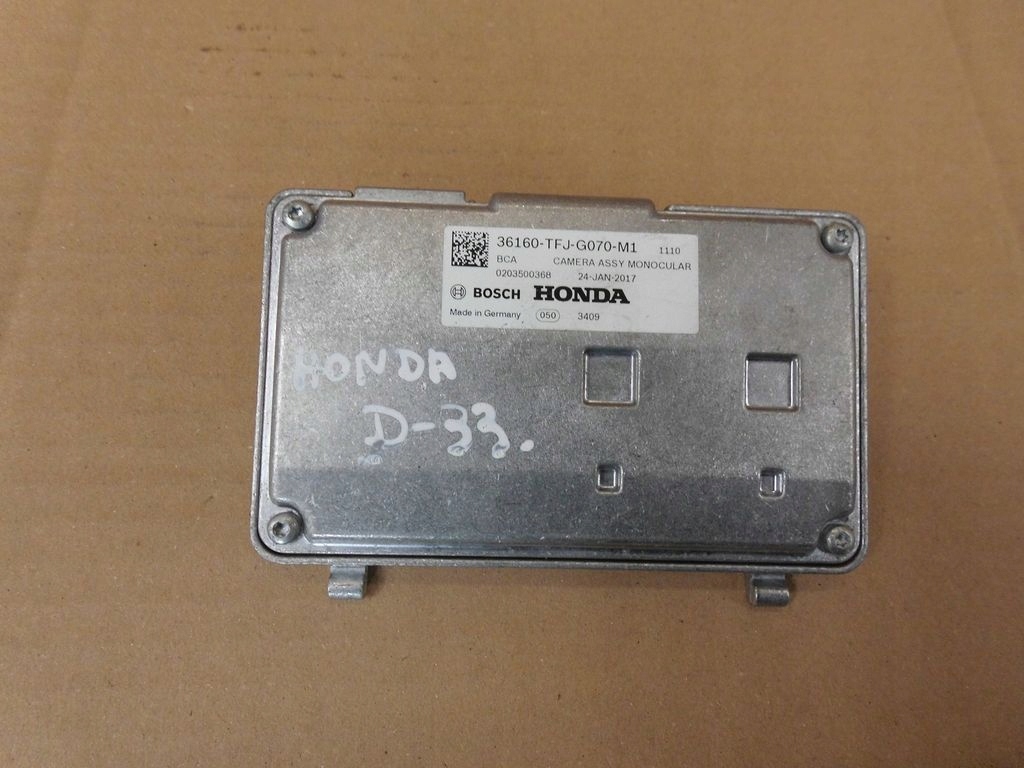 36160-TFJ-G070-M1 1110
BCA CAMERA ASSY MONOCULAR
0203500368 24-JAN-2017
BOSCH HONDA
Made in Germany 050 3409
HONDA
D-33.